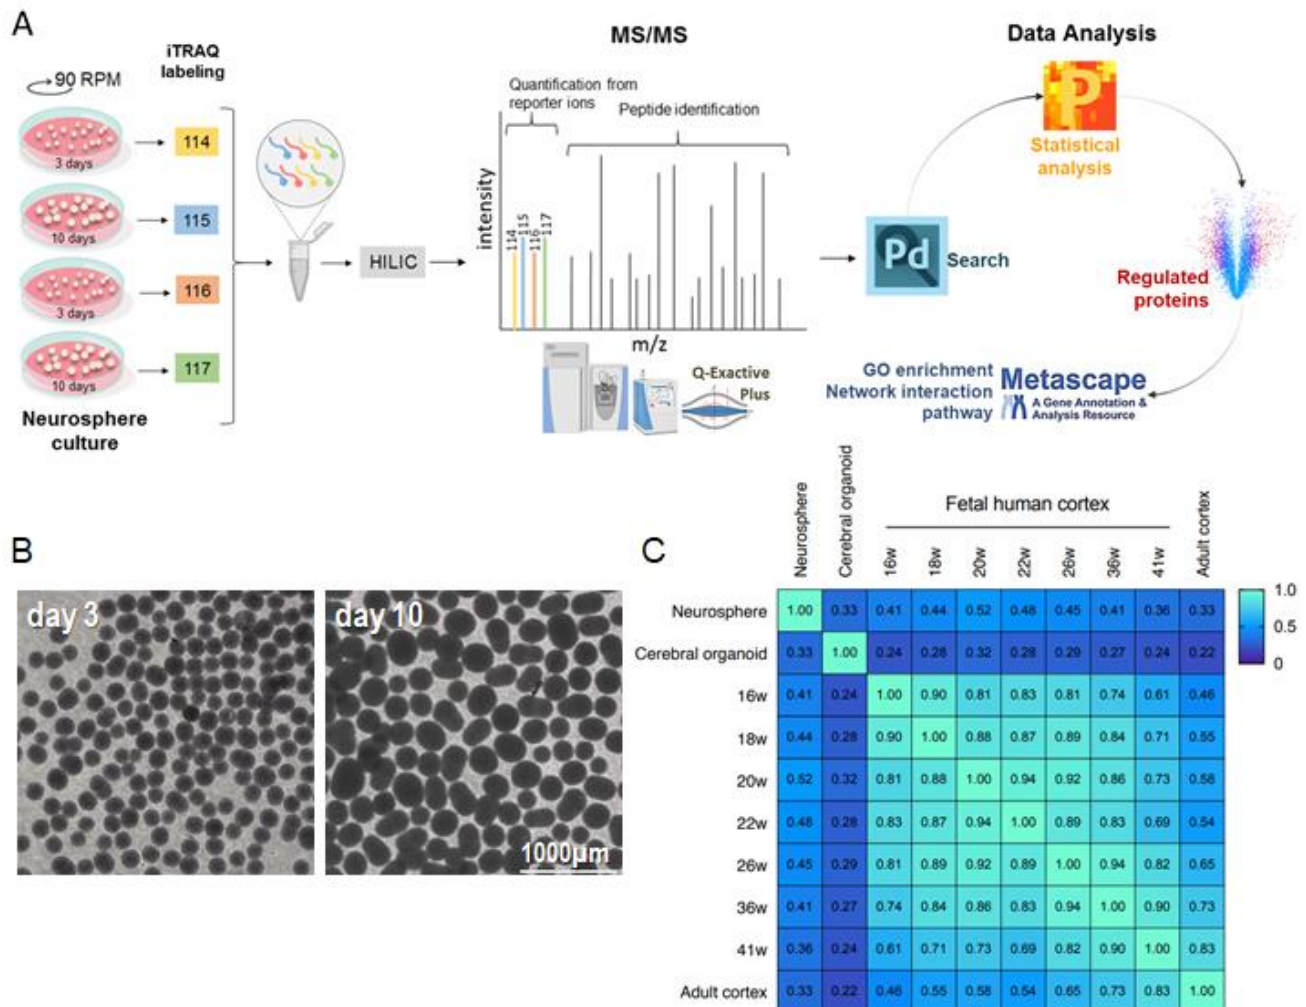 A
90 RPM
iTRAQ
labeling
3 days
114
10 days
115
3 days
116
10 days
117
Neurosphere
culture
HILIC
MS/MS
Quantification from
reporter ions
Peptide identification
intensity
114
115
116
117
m/z
Q-Exactive
Plus
Data Analysis
P
Statistical
analysis
Pd
Search
Regulated
proteins
GO enrichment
Network interaction
pathway
Metascape
A Gene Annotation &
Analysis Resource
B
day 3
day 10
1000µm
C
Neurosphere
Cerebral organoid
Fetal human cortex
16w
18w
20w
22w
26w
36w
41w
Adult cortex
Neurosphere 1.00 0.33 0.41 0.44 0.52 0.48 0.45 0.41 0.36 0.33
Cerebral organoid 0.33 1.00 0.24 0.28 0.32 0.28 0.29 0.27 0.24 0.22
16w 0.41 0.24 1.00 0.90 0.81 0.83 0.81 0.74 0.61 0.46
18w 0.44 0.28 0.90 1.00 0.88 0.87 0.89 0.84 0.71 0.55
20w 0.52 0.32 0.81 0.88 1.00 0.94 0.92 0.86 0.73 0.58
22w 0.48 0.28 0.83 0.87 0.94 1.00 0.89 0.83 0.69 0.54
26w 0.45 0.29 0.81 0.89 0.92 0.89 1.00 0.94 0.82 0.65
36w 0.41 0.27 0.74 0.84 0.86 0.83 0.94 1.00 0.90 0.73
41w 0.36 0.24 0.61 0.71 0.73 0.69 0.82 0.90 1.00 0.83
Adult cortex 0.33 0.22 0.46 0.55 0.58 0.54 0.65 0.73 0.83 1.00
1.0
0.5
0